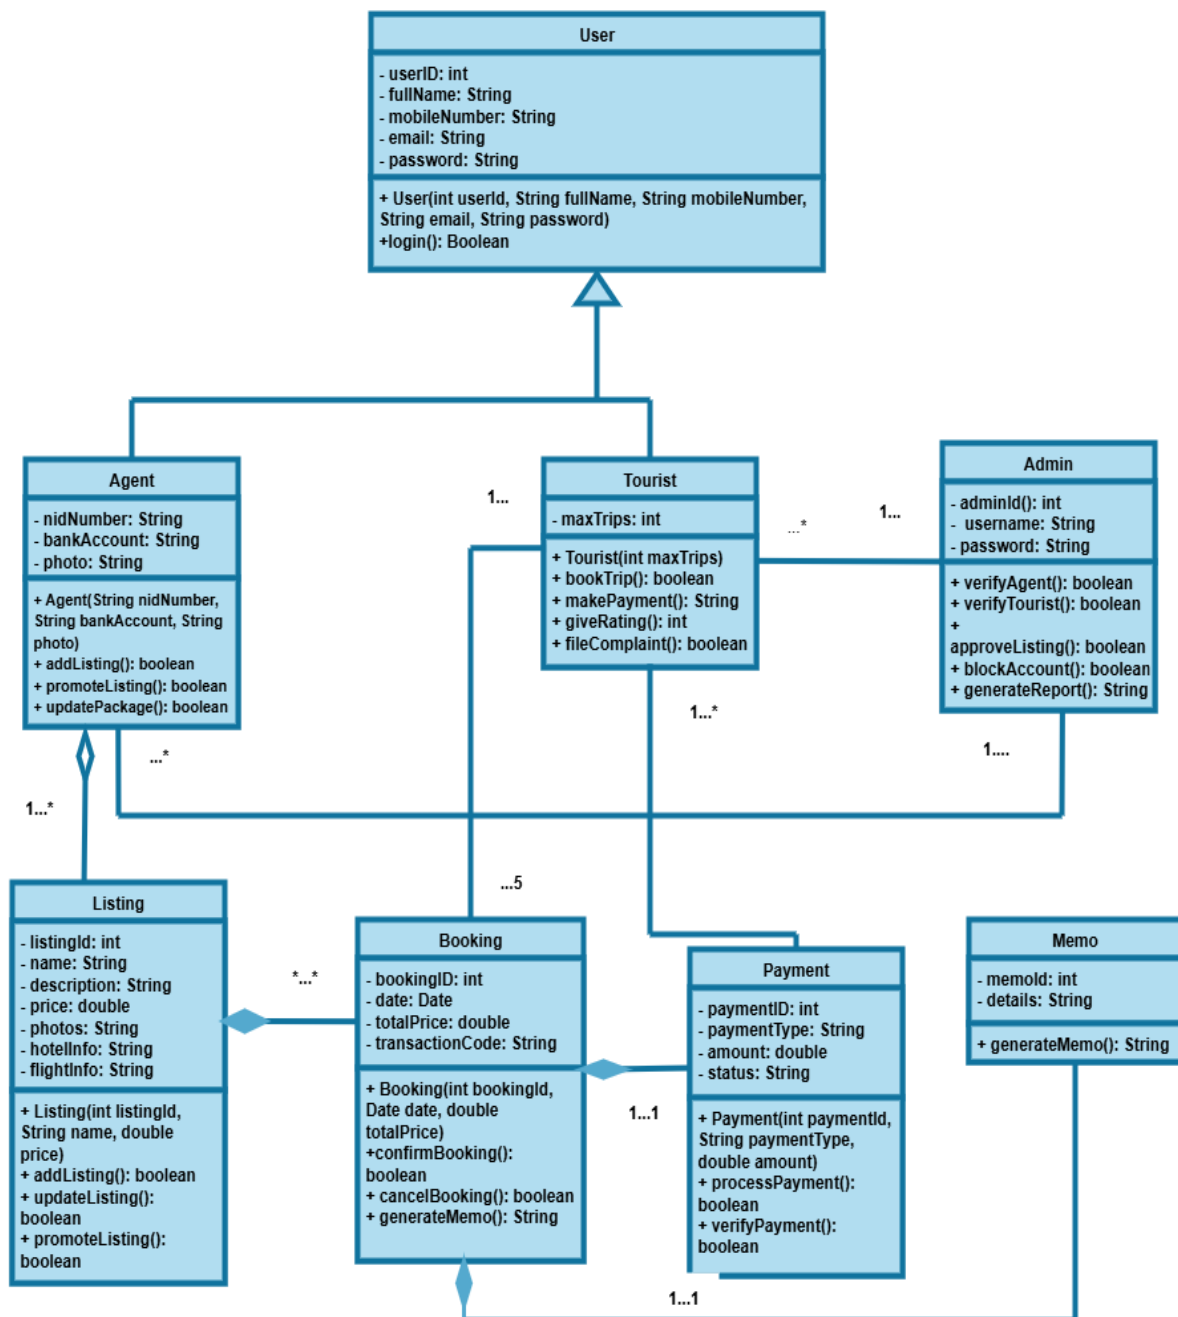 User
- userID: int
- fullName: String
- mobileNumber: String
- email: String
- password: String
+ User(int userId, String fullName, String mobileNumber,
String email, String password)
+login(): Boolean
Agent
- nidNumber: String
- bankAccount: String
- photo: String
+ Agent(String nidNumber,
String bankAccount, String
photo)
+ addListing(): boolean
+ promoteListing(): boolean
+ updatePackage(): boolean
1...
Tourist
- maxTrips: int
+ Tourist(int maxTrips)
+ bookTrip(): boolean
+ makePayment(): String
+ giveRating(): int
+ fileComplaint(): boolean
...*
1...
Admin
- adminId(): int
- username: String
- password: String
+ verifyAgent(): boolean
+ verifyTourist(): boolean
+
approveListing(): boolean
+ blockAccount(): boolean
+ generateReport(): String
1...*
1....
...*
1...*
...5
Listing
- listingId: int
- name: String
- description: String
- price: double
- photos: String
- hotelInfo: String
- flightInfo: String
+ Listing(int listingId,
String name, double
price)
+ addListing(): boolean
+ updateListing():
boolean
+ promoteListing():
boolean
*...*
Booking
- bookingID: int
- date: Date
- totalPrice: double
- transactionCode: String
+ Booking(int bookingId,
Date date, double
totalPrice)
+confirmBooking():
boolean
+ cancelBooking(): boolean
+ generateMemo(): String
1...1
Payment
- paymentID: int
- paymentType: String
- amount: double
- status: String
+ Payment(int paymentId,
String paymentType,
double amount)
+ processPayment():
boolean
+ verifyPayment():
boolean
Memo
- memoId: int
- details: String
+ generateMemo(): String
1...1